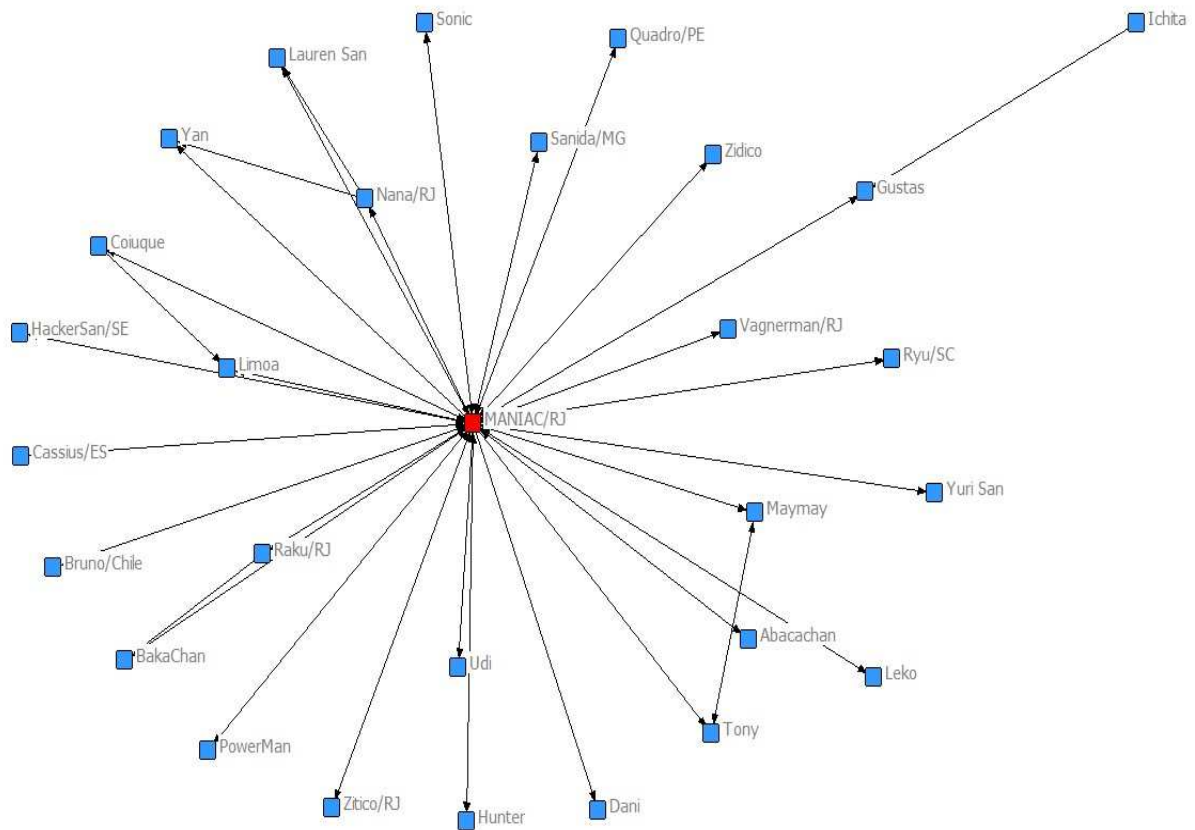 Sonic
Ichita
Quadro/PE
Lauren San
Yan
Sanida/MG
Zidico
Gustas
Nana/RJ
Coiuque
HackerSan/SE
Vagnerman/RJ
Ryu/SC
Limoa
MANIAC/RJ
Cassius/ES
Yuri San
Maymay
Raku/RJ
Bruno/Chile
Abacachan
BakaChan
Udi
Leko
Tony
PowerMan
Zitico/RJ
Hunter
Dani